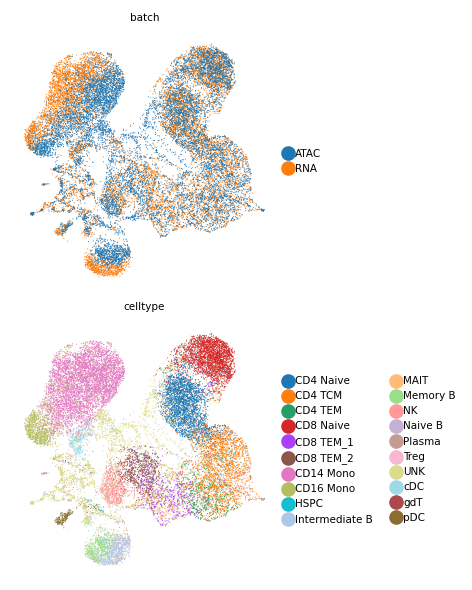 batch
ATAC
RNA
celltype
CD4 Naive
CD4 TCM
CD4 TEM
CD8 Naive
CD8 TEM_1
CD8 TEM_2
CD14 Mono
CD16 Mono
HSPC
Intermediate B
MAIT
Memory B
NK
Naive B
Plasma
Treg
UNK
cDC
gdT
pDC